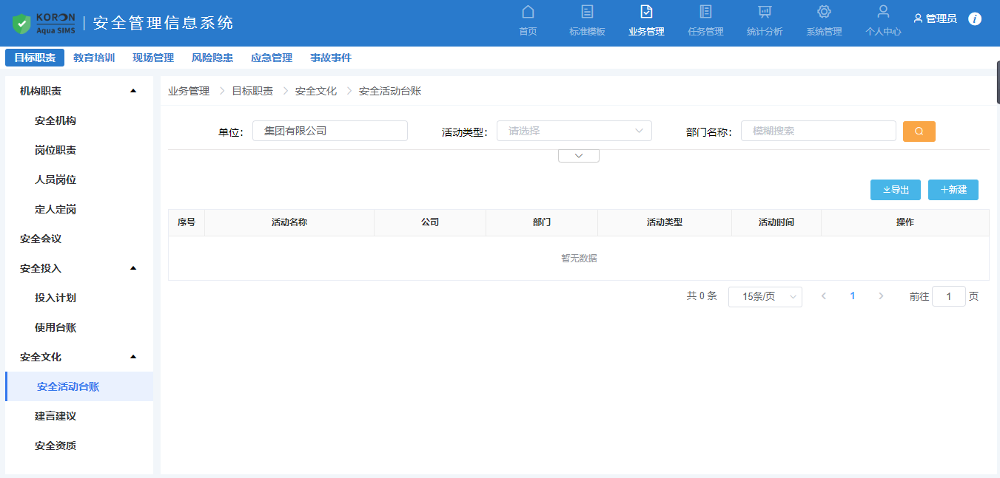 KORON
Aqua SIMS
安全管理信息系统
首页
标准模板
业务管理
任务管理
统计分析
系统管理
个人中心
管理员
目标职责 教育培训 现场管理 风险隐患 应急管理 事故事件
机构职责
安全机构
岗位职责
人员岗位
定人定岗
安全会议
安全投入
投入计划
使用台账
安全文化
安全活动台账
建言建议
安全资质
业务管理 > 目标职责 > 安全文化 > 安全活动台账
单位: 集团有限公司 活动类型: 请选择 部门名称: 模糊搜索
导出 +新建
序号 活动名称 公司 部门 活动类型 活动时间 操作
暂无数据
共 0 条 15条/页 < 1 > 前往 1 页